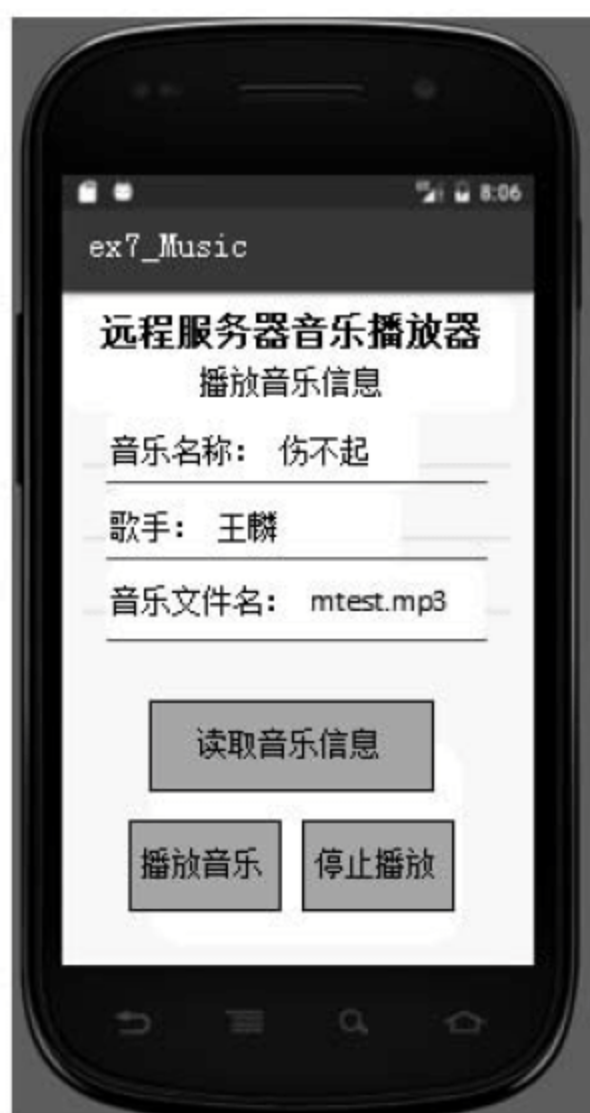 8:06
ex7_Music
远程服务器音乐播放器
播放音乐信息
音乐名称： 伤不起
歌手： 王麟
音乐文件名： mtest.mp3
读取音乐信息
播放音乐 停止播放